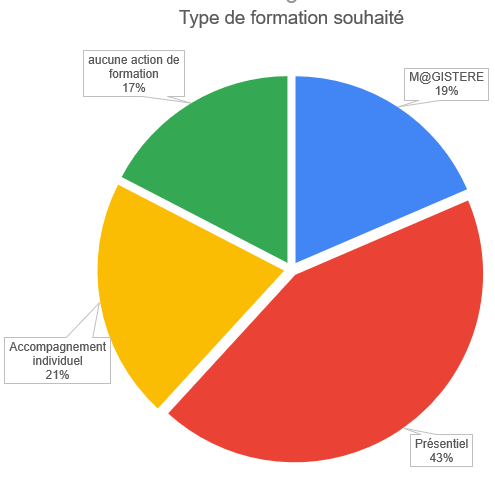 Type de formation souhaité
aucune action de
formation
17%
M@GISTERE
19%
Accompagnement
individuel
21%
Présentiel
43%